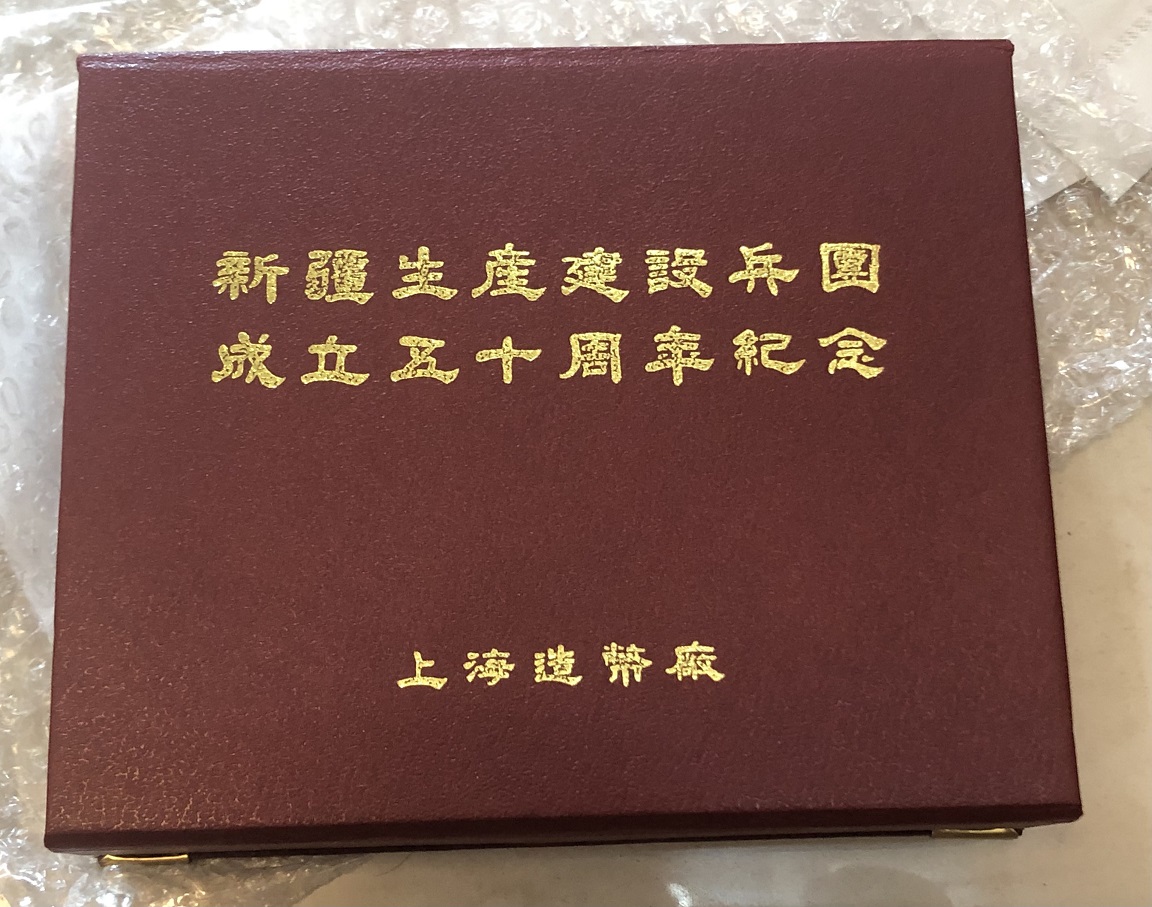 新疆生産建設兵團
成立五十周年紀念
上海造幣廠